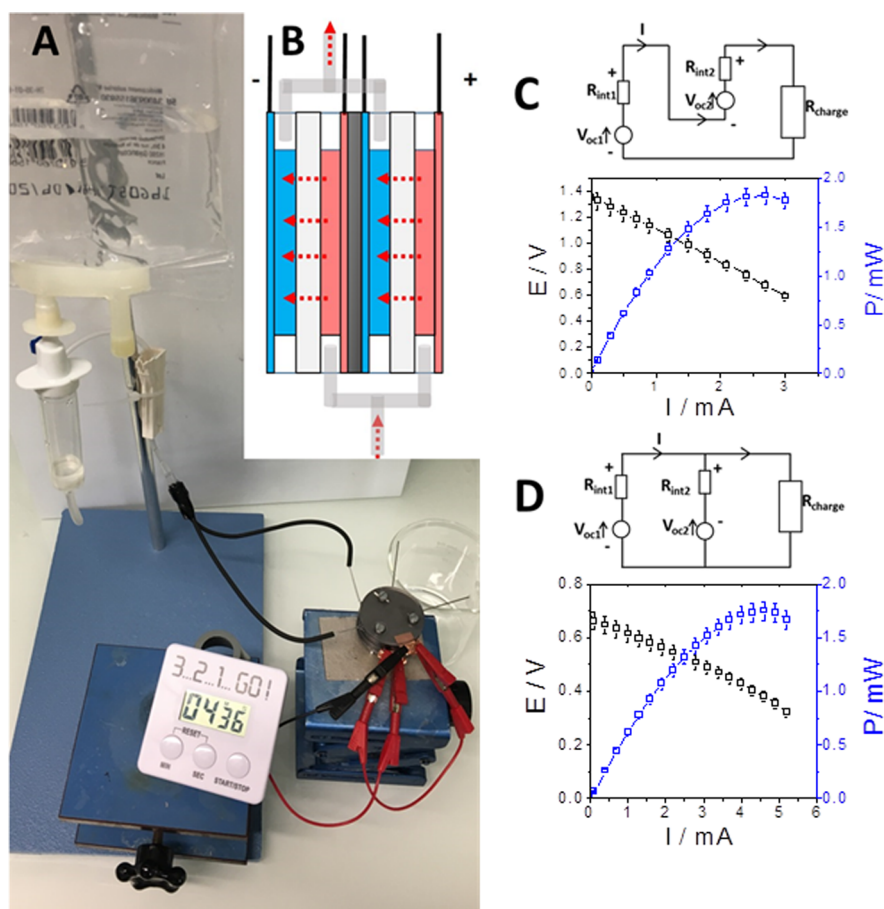 A
B
-
+
3...2...1... GO!
04 36
RESET
MIN
SEC
START/STOP
C
I
+
Rint1
Rint2
+
Voc1
Voc2
-
-
Rcharge
E / V
1.4
1.2
1.0
0.8
0.6
0.4
0.2
0.0
0
1
2
3
I / mA
2.0
1.5
1.0
0.5
0.0
P/ mW
D
I
+
+
Rint1
Rint2
Voc1
Voc2
-
-
Rcharge
E / V
0.8
0.6
0.4
0.2
0.0
0
1
2
3
4
5
6
I / mA
2.0
1.5
1.0
0.5
0.0
P/ mW